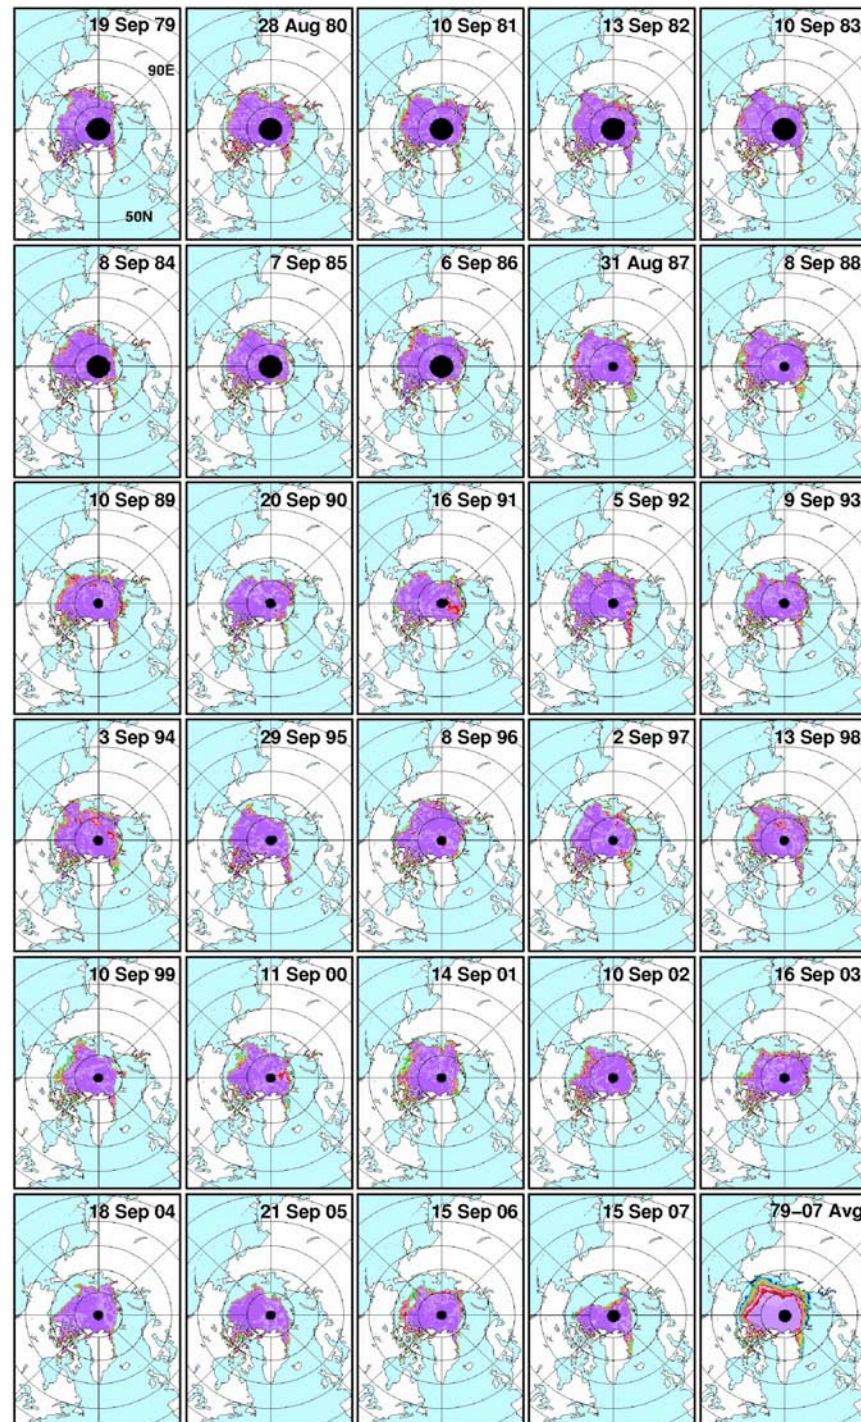 19 Sep 79
90E
50N
28 Aug 80
10 Sep 81
13 Sep 82
10 Sep 83
8 Sep 84
7 Sep 85
6 Sep 86
31 Aug 87
8 Sep 88
10 Sep 89
20 Sep 90
16 Sep 91
5 Sep 92
9 Sep 93
3 Sep 94
29 Sep 95
8 Sep 96
2 Sep 97
13 Sep 98
10 Sep 99
11 Sep 00
14 Sep 01
10 Sep 02
16 Sep 03
18 Sep 04
21 Sep 05
15 Sep 06
15 Sep 07
79–07 Avg